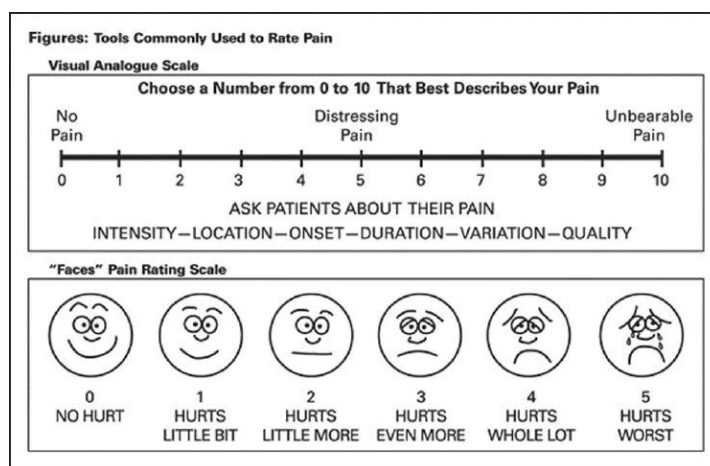 Figures: Tools Commonly Used to Rate Pain
Visual Analogue Scale
Choose a Number from 0 to 10 That Best Describes Your Pain
No Pain
Distressing Pain
Unbearable Pain
0 1 2 3 4 5 6 7 8 9 10
ASK PATIENTS ABOUT THEIR PAIN
INTENSITY—LOCATION—ONSET—DURATION—VARIATION—QUALITY
"Faces" Pain Rating Scale
0
NO HURT
1
HURTS
LITTLE BIT
2
HURTS
LITTLE MORE
3
HURTS
EVEN MORE
4
HURTS
WHOLE LOT
5
HURTS
WORST